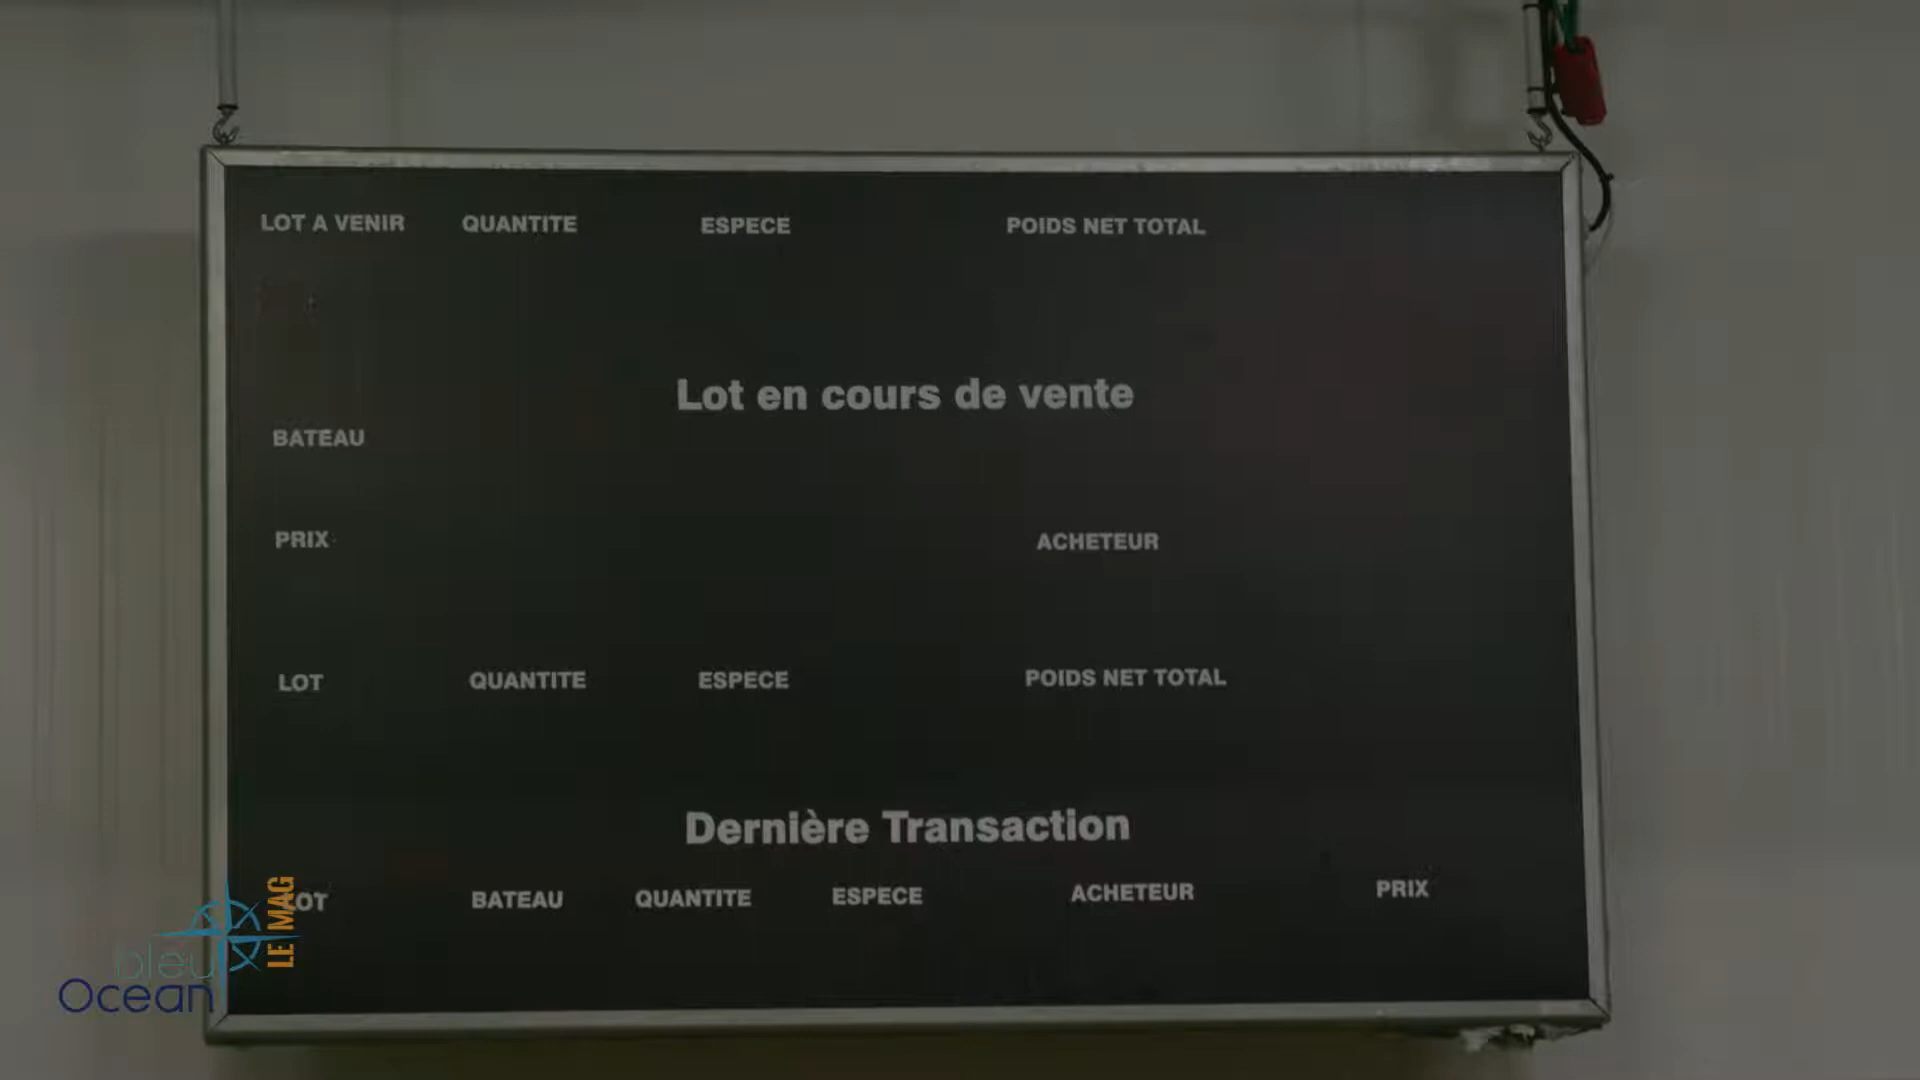 LOT A VENIR QUANTITE ESPECE POIDS NET TOTAL
Lot en cours de vente
BATEAU
PRIX ACHETEUR
LOT QUANTITE ESPECE POIDS NET TOTAL
Dernière Transaction
LOT BATEAU QUANTITE ESPECE ACHETEUR PRIX
LE MAG
bleu
Ocean